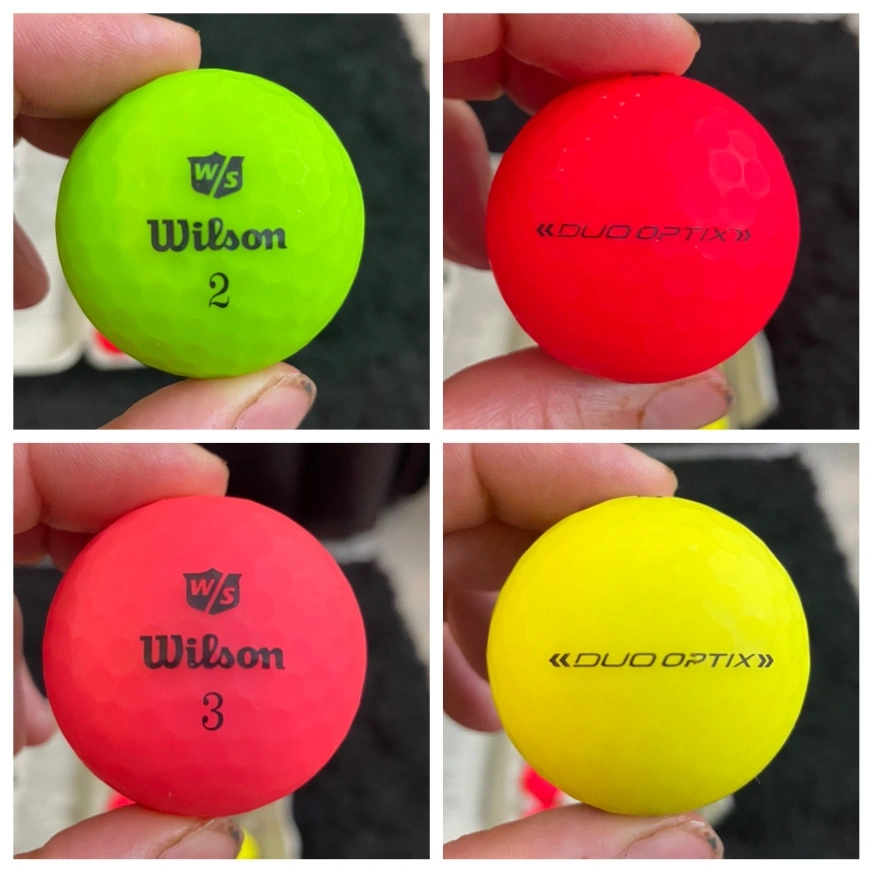 W/S
Wilson
2
«DUO OPTIX»
W/S
Wilson
3
«DUO OPTIX»